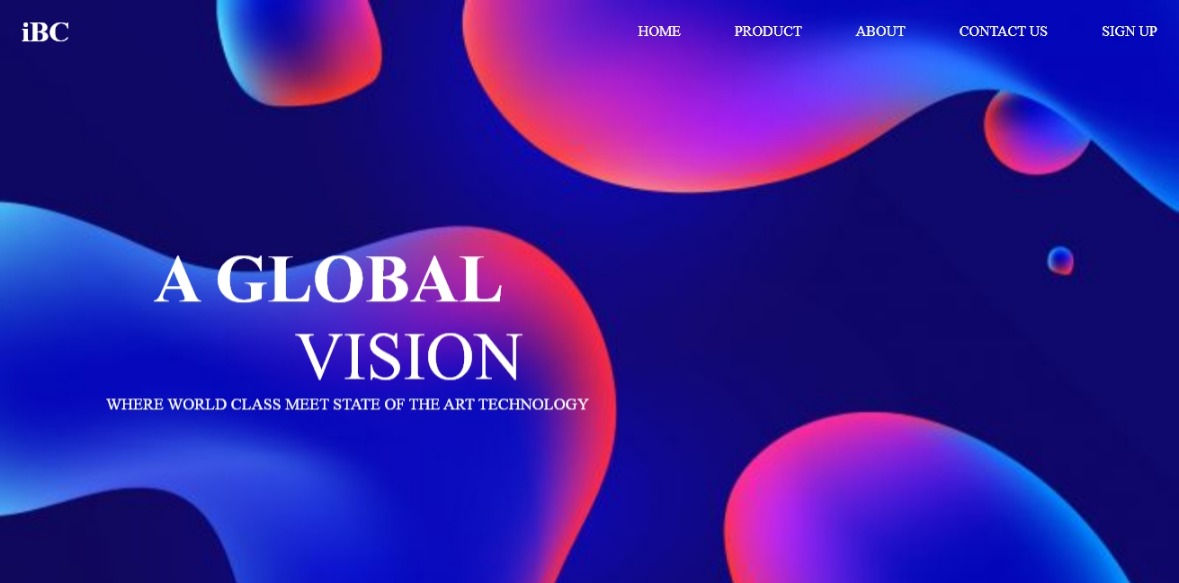 iBC
HOME PRODUCT ABOUT CONTACT US SIGN UP
A GLOBAL
VISION
WHERE WORLD CLASS MEET STATE OF THE ART TECHNOLOGY